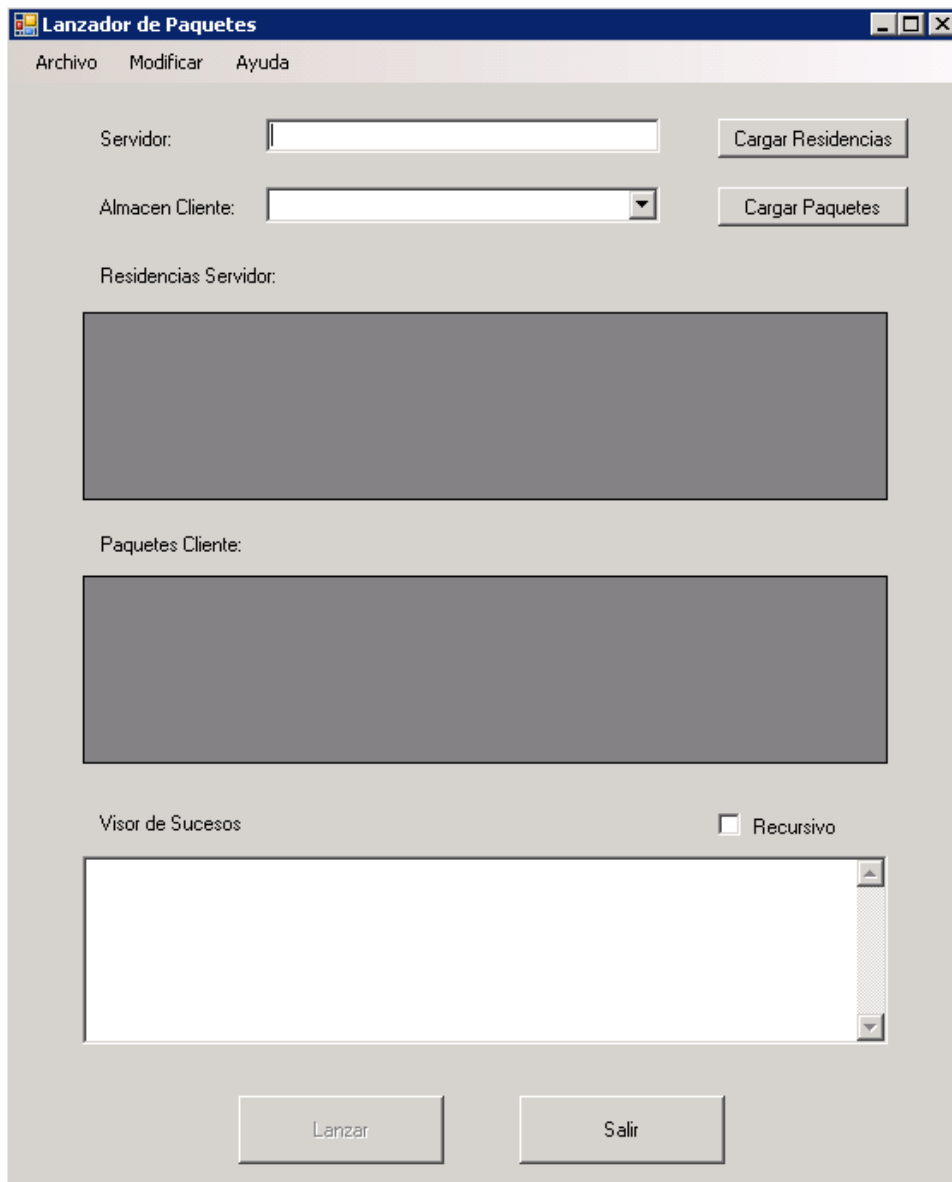 Lanzador de Paquetes
Archivo Modificar Ayuda
Servidor: Cargar Residencias
Almacen Cliente: Cargar Paquetes
Residencias Servidor:
Paquetes Cliente:
Visor de Sucesos Recursivo
Lanzar Salir